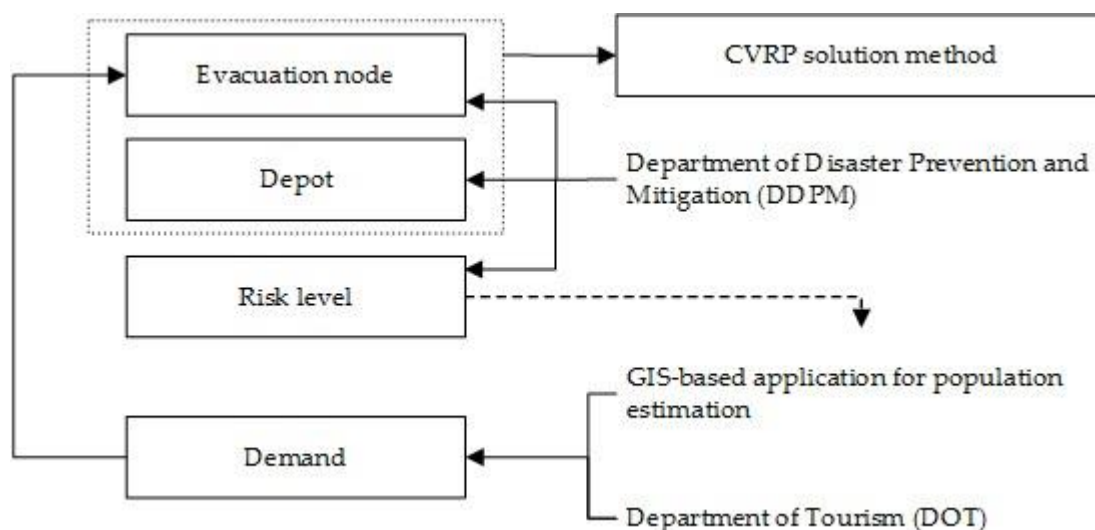 Evacuation node
CVRP solution method
Depot
Department of Disaster Prevention and
Mitigation (DDPM)
Risk level
GIS-based application for population
estimation
Demand
Department of Tourism (DOT)